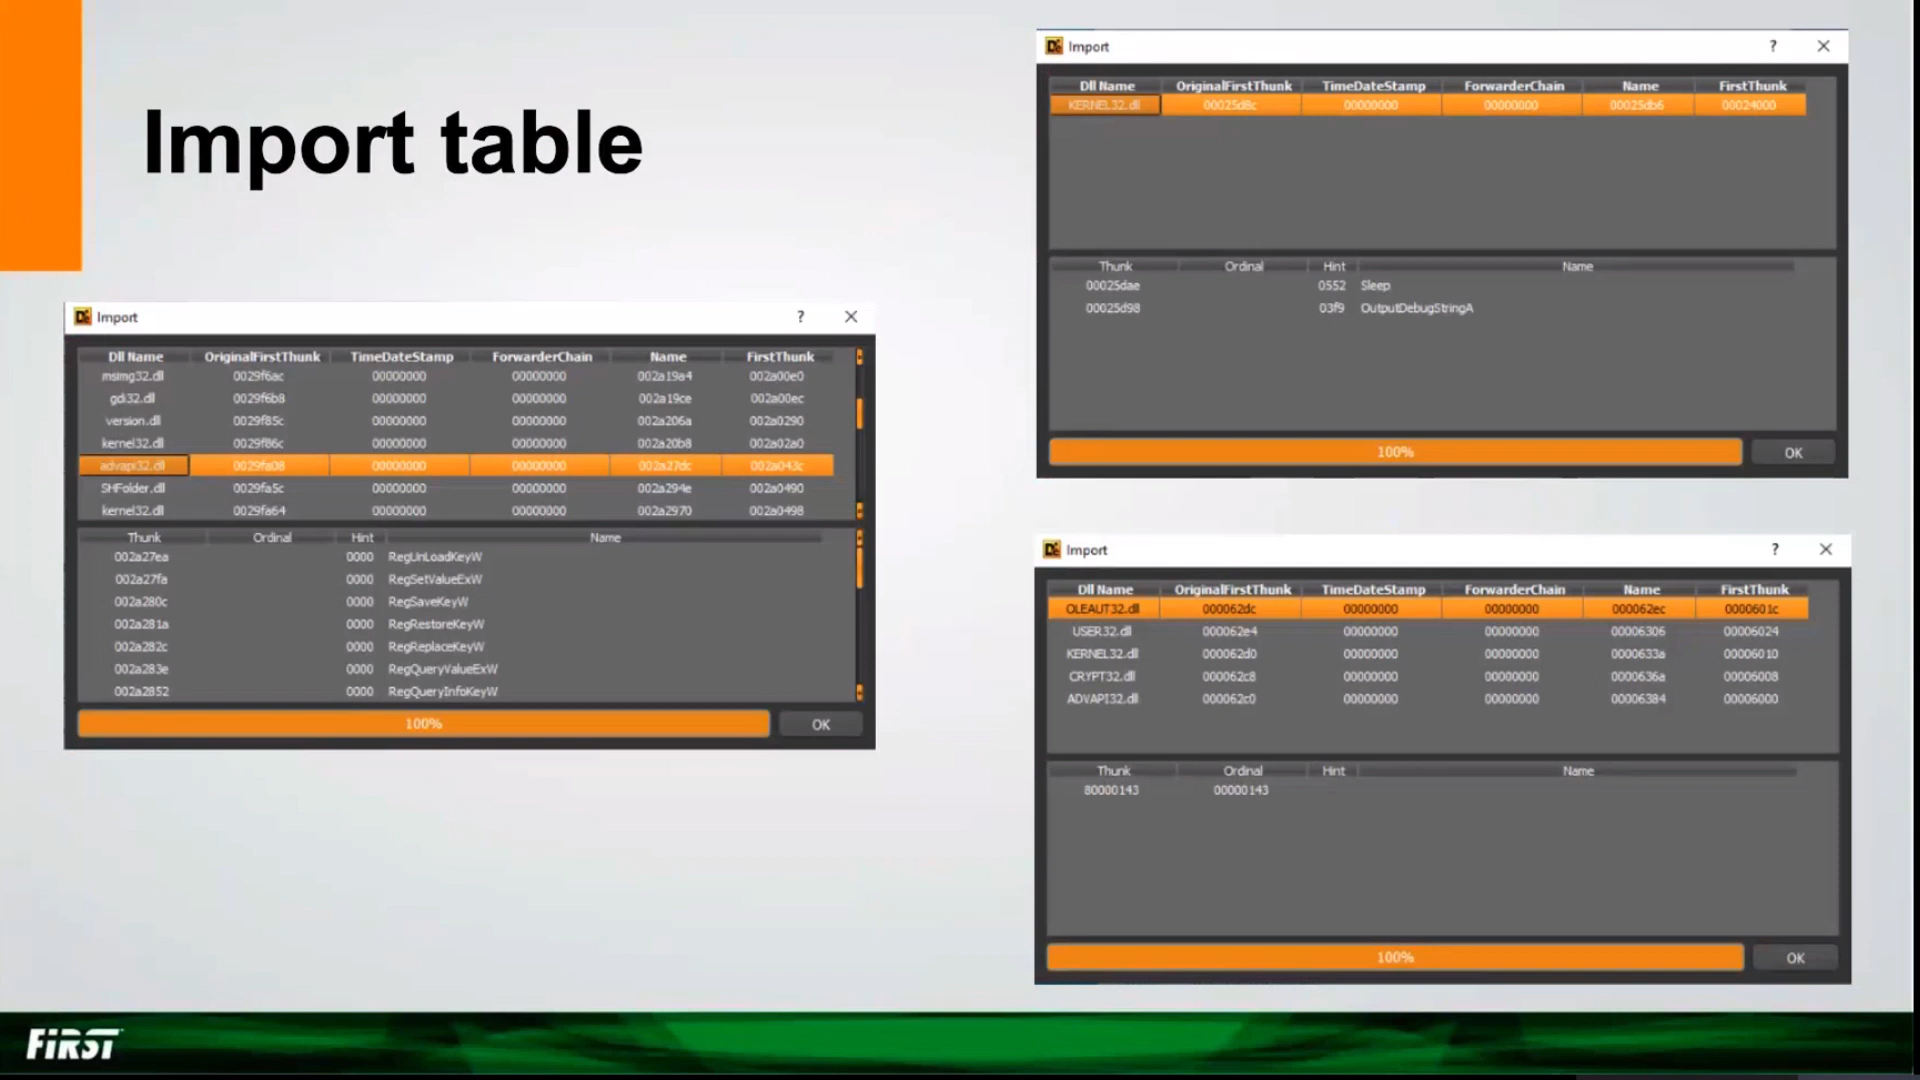 Import table
Import ? ×
Dll Name OriginalFirstThunk TimeDateStamp ForwarderChain Name FirstThunk
msimg32.dll 0029f6ac 00000000 00000000 002a19a4 002a00e0
gdi32.dll 0029f6b8 00000000 00000000 002a19ce 002a00ec
version.dll 0029f85c 00000000 00000000 002a206a 002a0290
kernel32.dll 0029f86c 00000000 00000000 002a20b8 002a02a0
advapi32.dll 0029fa08 00000000 00000000 002a27dc 002a043c
SHFolder.dll 0029fa5c 00000000 00000000 002a294e 002a0490
kernel32.dll 0029fa64 00000000 00000000 002a2970 002a0498
Thunk Ordinal Hint Name
002a27ea 0000 RegUnLoadKeyW
002a27fa 0000 RegSetValueExW
002a280c 0000 RegSaveKeyW
002a281a 0000 RegRestoreKeyW
002a282c 0000 RegReplaceKeyW
002a283e 0000 RegQueryValueExW
002a2852 0000 RegQueryInfoKeyW
100% OK
Import ? ×
Dll Name OriginalFirstThunk TimeDateStamp ForwarderChain Name FirstThunk
KERNEL32.dll 00025d8c 00000000 00000000 00025db6 00024000
Thunk Ordinal Hint Name
00025dae 0552 Sleep
00025d98 03f9 OutputDebugStringA
100% OK
Import ? ×
Dll Name OriginalFirstThunk TimeDateStamp ForwarderChain Name FirstThunk
OLEAUT32.dll 000062dc 00000000 00000000 000062ec 0000601c
USER32.dll 000062e4 00000000 00000000 00006306 00006024
KERNEL32.dll 000062d0 00000000 00000000 0000633a 00006010
CRYPT32.dll 000062c8 00000000 00000000 0000636a 00006008
ADVAPI32.dll 000062c0 00000000 00000000 00006384 00006000
Thunk Ordinal Hint Name
80000143 00000143
100% OK
FiRST